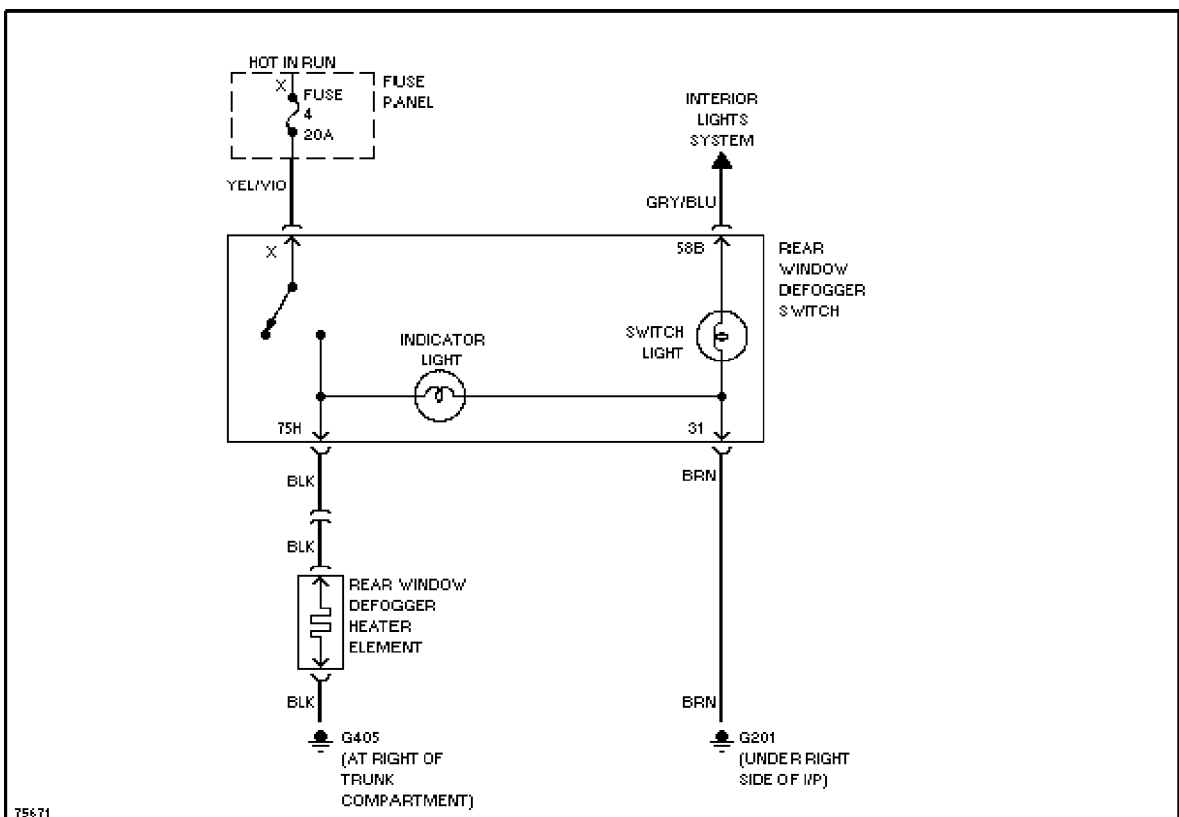 HOT IN RUN
X
FUSE
4
20A
FUSE
PANEL
YEL/VIO
INTERIOR
LIGHTS
SYSTEM
GRY/BLU
X
58B
REAR
WINDOW
DEFOGGER
SWITCH
SWITCH
LIGHT
INDICATOR
LIGHT
75H
31
BLK
BRN
BLK
REAR WINDOW
DEFOGGER
HEATER
ELEMENT
BLK
BRN
G405
(AT RIGHT OF
TRUNK
COMPARTMENT)
G201
(UNDER RIGHT
SIDE OF I/P)
75671